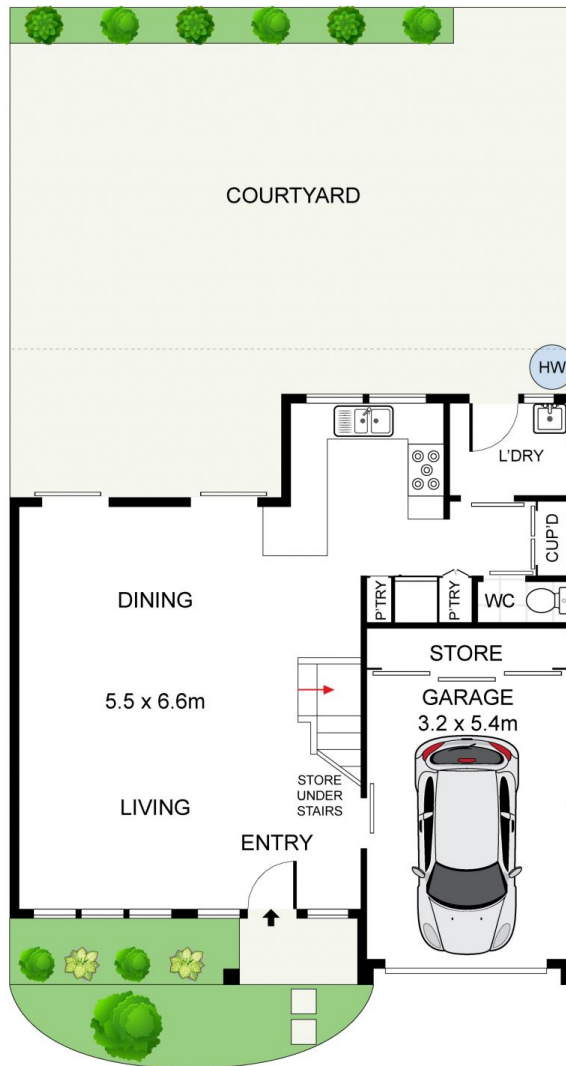 COURTYARD
HW
L'DRY
CUP'D
DINING
P'TRY
P'TRY
WC
STORE
5.5 x 6.6m
GARAGE
3.2 x 5.4m
STORE
UNDER
STAIRS
LIVING
ENTRY